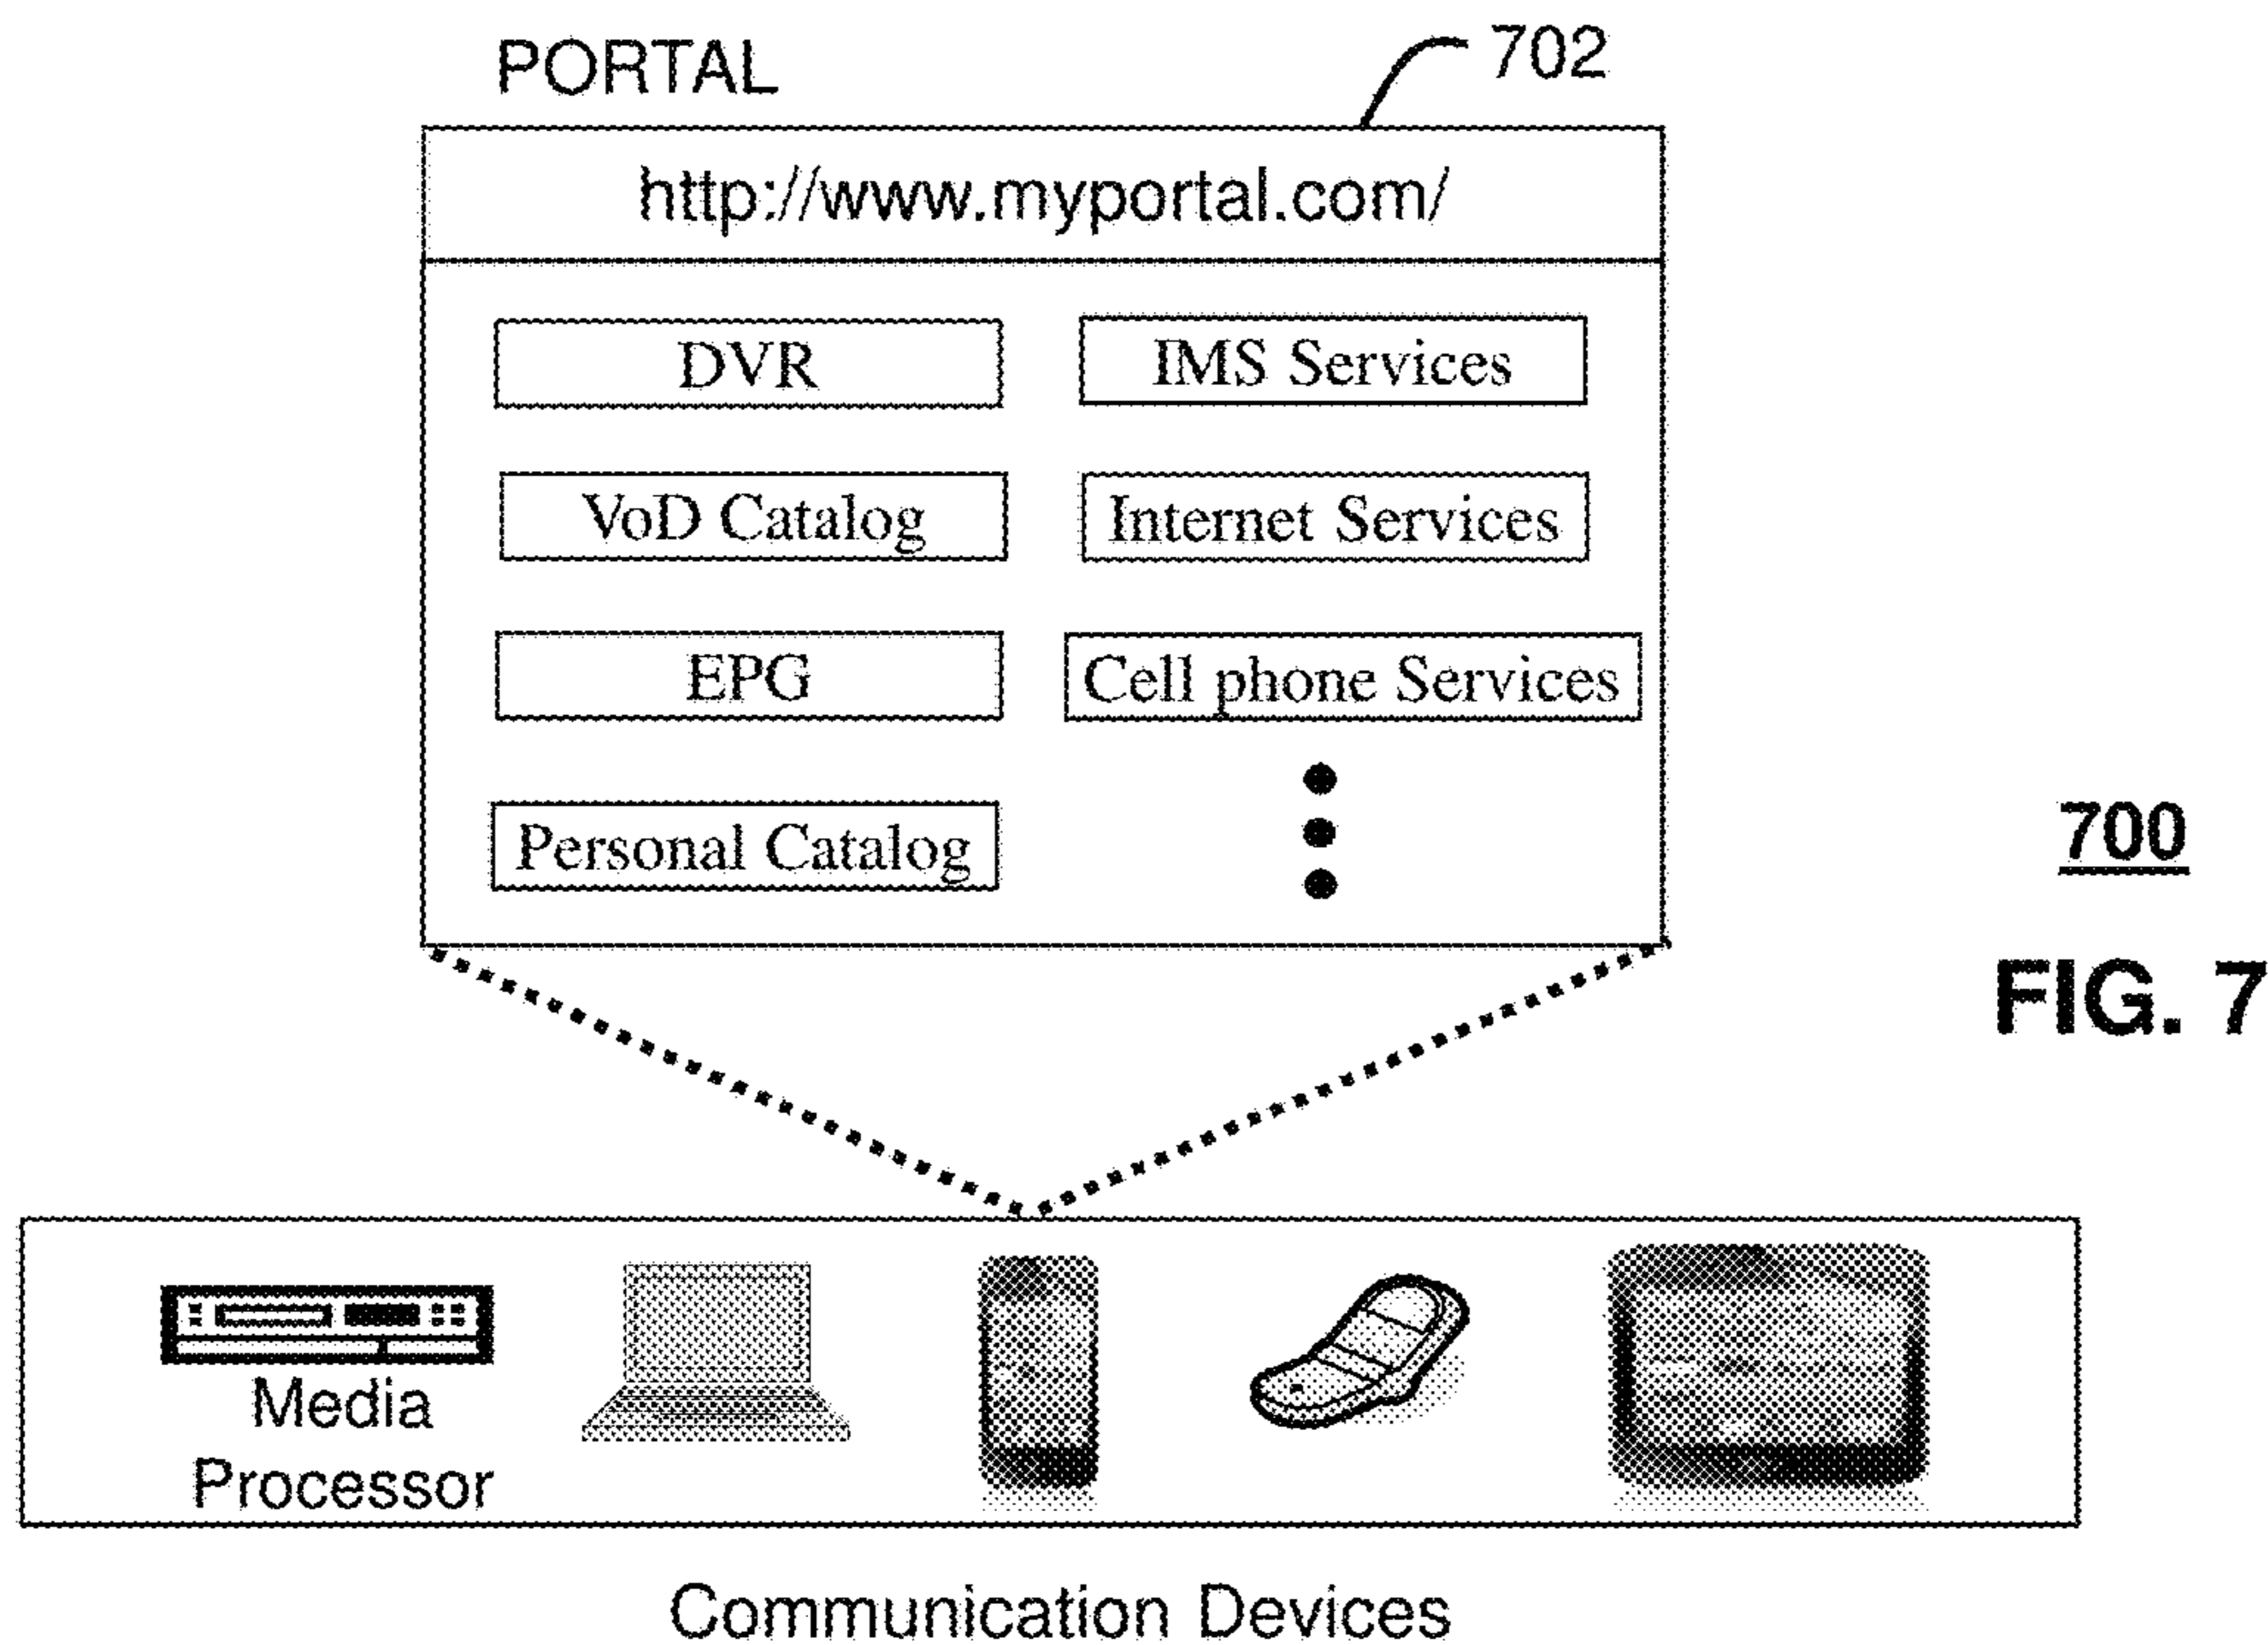 PORTAL
702
http://www.myportal.com/
DVR
IMS Services
VoD Catalog
Internet Services
EPG
Cell phone Services
Personal Catalog
700
FIG. 7
Media
Processor
Communication Devices